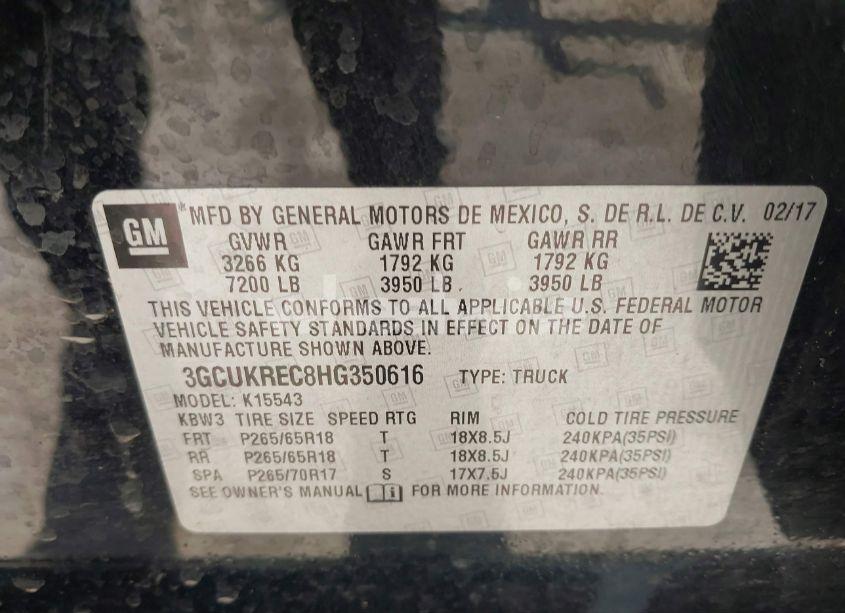 GM
*MFD BY GENERAL MOTORS DE MEXICO, S. DE R.L. DE C.V. 02/17
GVWR GAWR FRT GAWR RR
3266 KG 1792 KG 1792 KG
7200 LB 3950 LB 3950 LB
THIS VEHICLE CONFORMS TO ALL APPLICABLE U.S. FEDERAL MOTOR
VEHICLE SAFETY STANDARDS IN EFFECT ON THE DATE OF
MANUFACTURE SHOWN ABOVE.
3GCUKREC8HG350616 TYPE: TRUCK
MODEL: K15543
KBW3 TIRE SIZE SPEED RTG RIM COLD TIRE PRESSURE
FRT P265/65R18 T 18X8.5J 240KPA(35PSI)
RR P265/65R18 T 18X8.5J 240KPA(35PSI)
SPA P265/70R17 S 17X7.5J 240KPA(35PSI)
SEE OWNER'S MANUAL FOR MORE INFORMATION.